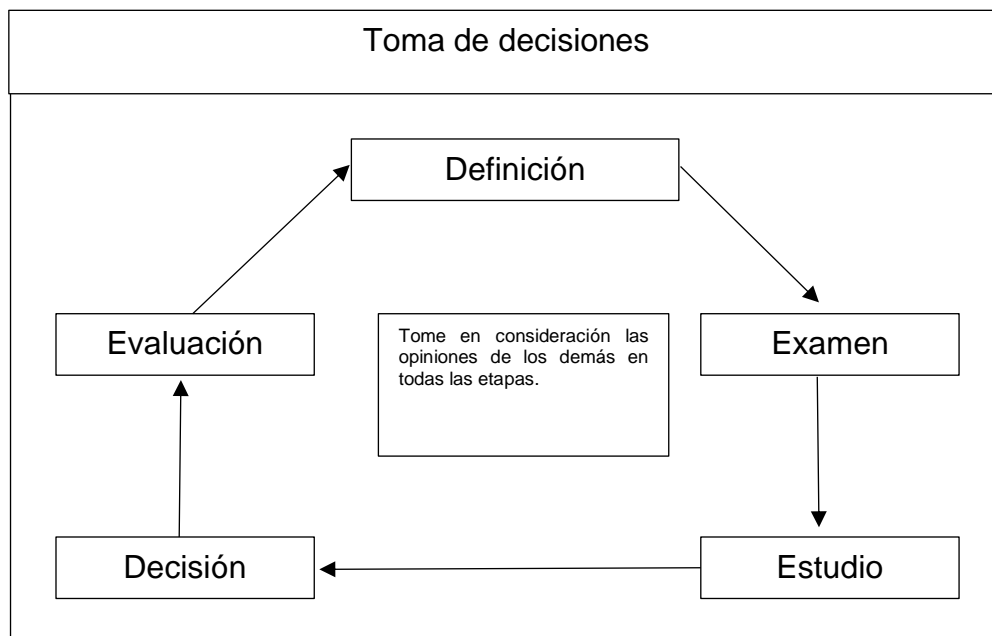 Toma de decisiones
Definición
Evaluación
Tome en consideración las
opiniones de los demás en
todas las etapas.
Examen
Decisión
Estudio